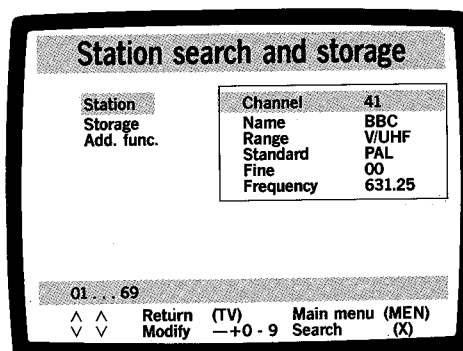 Station search and storage
Station
Storage
Add. func.
Channel 41
Name BBC
Range V/UHF
Standard PAL
Fine 00
Frequency 631.25
01 . . . 69
∧ ∧ Return (TV) Main menu (MEN)
∨ ∨ Modify —+0 - 9 Search (X)